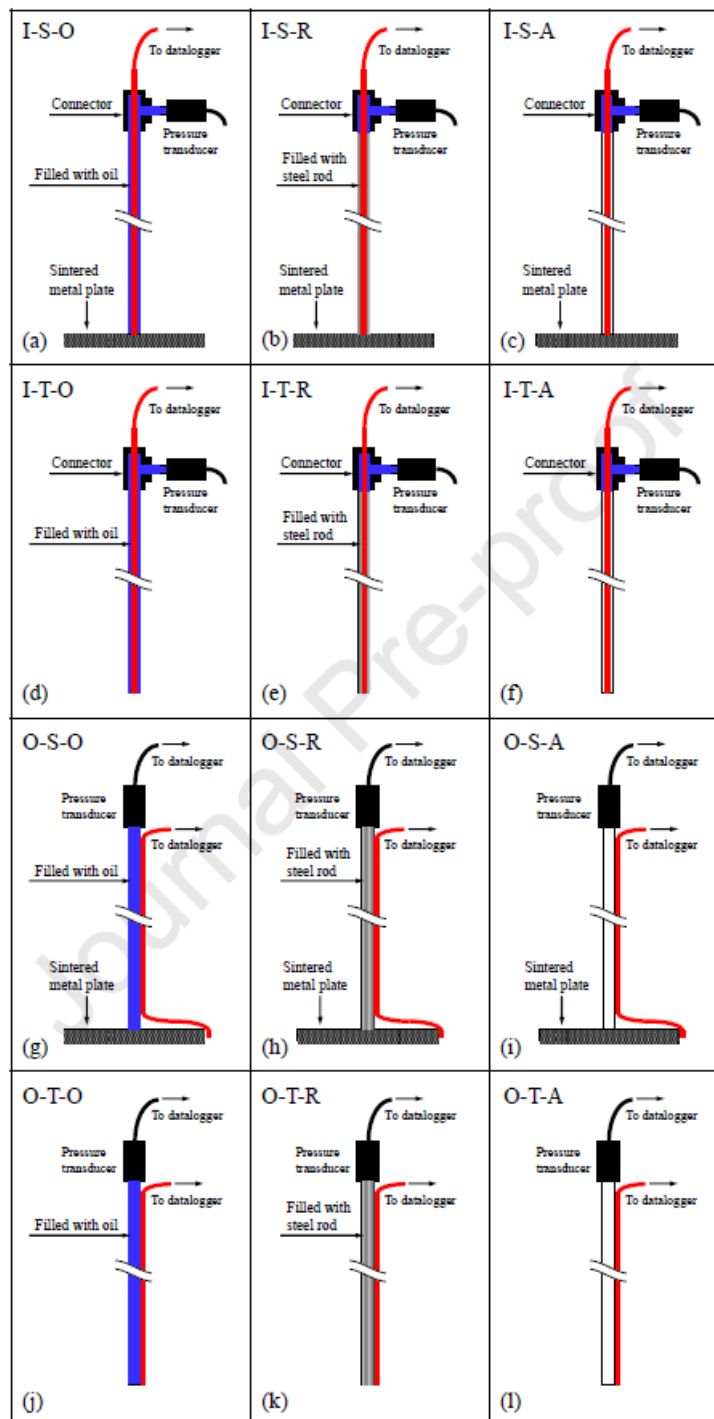 I-S-O
To datalogger
Connector
Pressure
transducer
Filled with oil
Sintered
metal plate
(a)
I-S-R
To datalogger
Connector
Pressure
transducer
Filled with
steel rod
Sintered
metal plate
(b)
I-S-A
To datalogger
Connector
Pressure
transducer
Sintered
metal plate
(c)
I-T-O
To datalogger
Connector
Pressure
transducer
Filled with oil
(d)
I-T-R
To datalogger
Connector
Pressure
transducer
Filled with
steel rod
(e)
I-T-A
To datalogger
Connector
Pressure
transducer
(f)
O-S-O
To datalogger
Pressure
transducer
To datalogger
Filled with oil
Sintered
metal plate
(g)
O-S-R
To datalogger
Pressure
transducer
To datalogger
Filled with
steel rod
Sintered
metal plate
(h)
O-S-A
To datalogger
Pressure
transducer
To datalogger
Sintered
metal plate
(i)
O-T-O
To datalogger
Pressure
transducer
To datalogger
Filled with oil
(j)
O-T-R
To datalogger
Pressure
transducer
To datalogger
Filled with
steel rod
(k)
O-T-A
To datalogger
Pressure
transducer
To datalogger
(l)
Journal Pre-proof